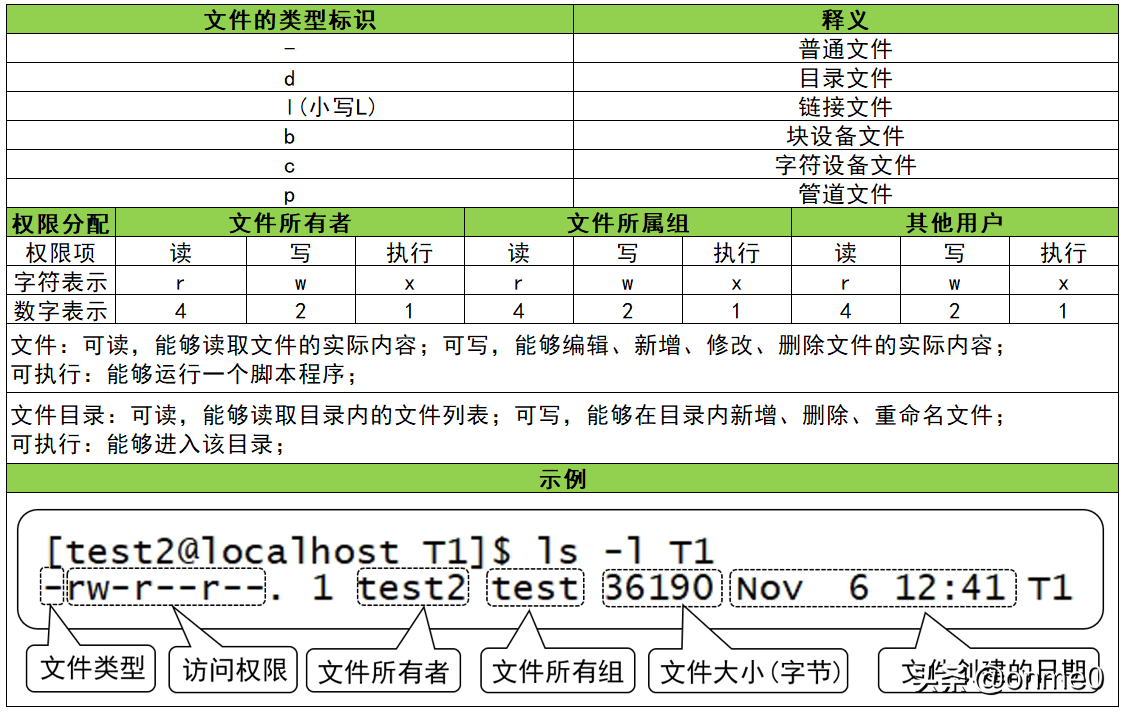 文件的类型标识 释义
- 普通文件
d 目录文件
l(小写L) 链接文件
b 块设备文件
c 字符设备文件
p 管道文件
权限分配 文件所有者 文件所属组 其他用户
权限项 读 写 执行 读 写 执行 读 写 执行
字符表示 r w x r w x r w x
数字表示 4 2 1 4 2 1 4 2 1
文件：可读，能够读取文件的实际内容；可写，能够编辑、新增、修改、删除文件的实际内容；
可执行：能够运行一个脚本程序；
文件目录：可读，能够读取目录内的文件列表；可写，能够在目录内新增、删除、重命名文件；
可执行：能够进入该目录；
示例
[test2@localhost T1]$ ls -l T1
-rw-r--r--. 1 test2 test 36190 Nov 6 12:41 T1
文件类型 访问权限 文件所有者 文件所有组 文件大小(字节) 文件创建的日期
头条 @onme0